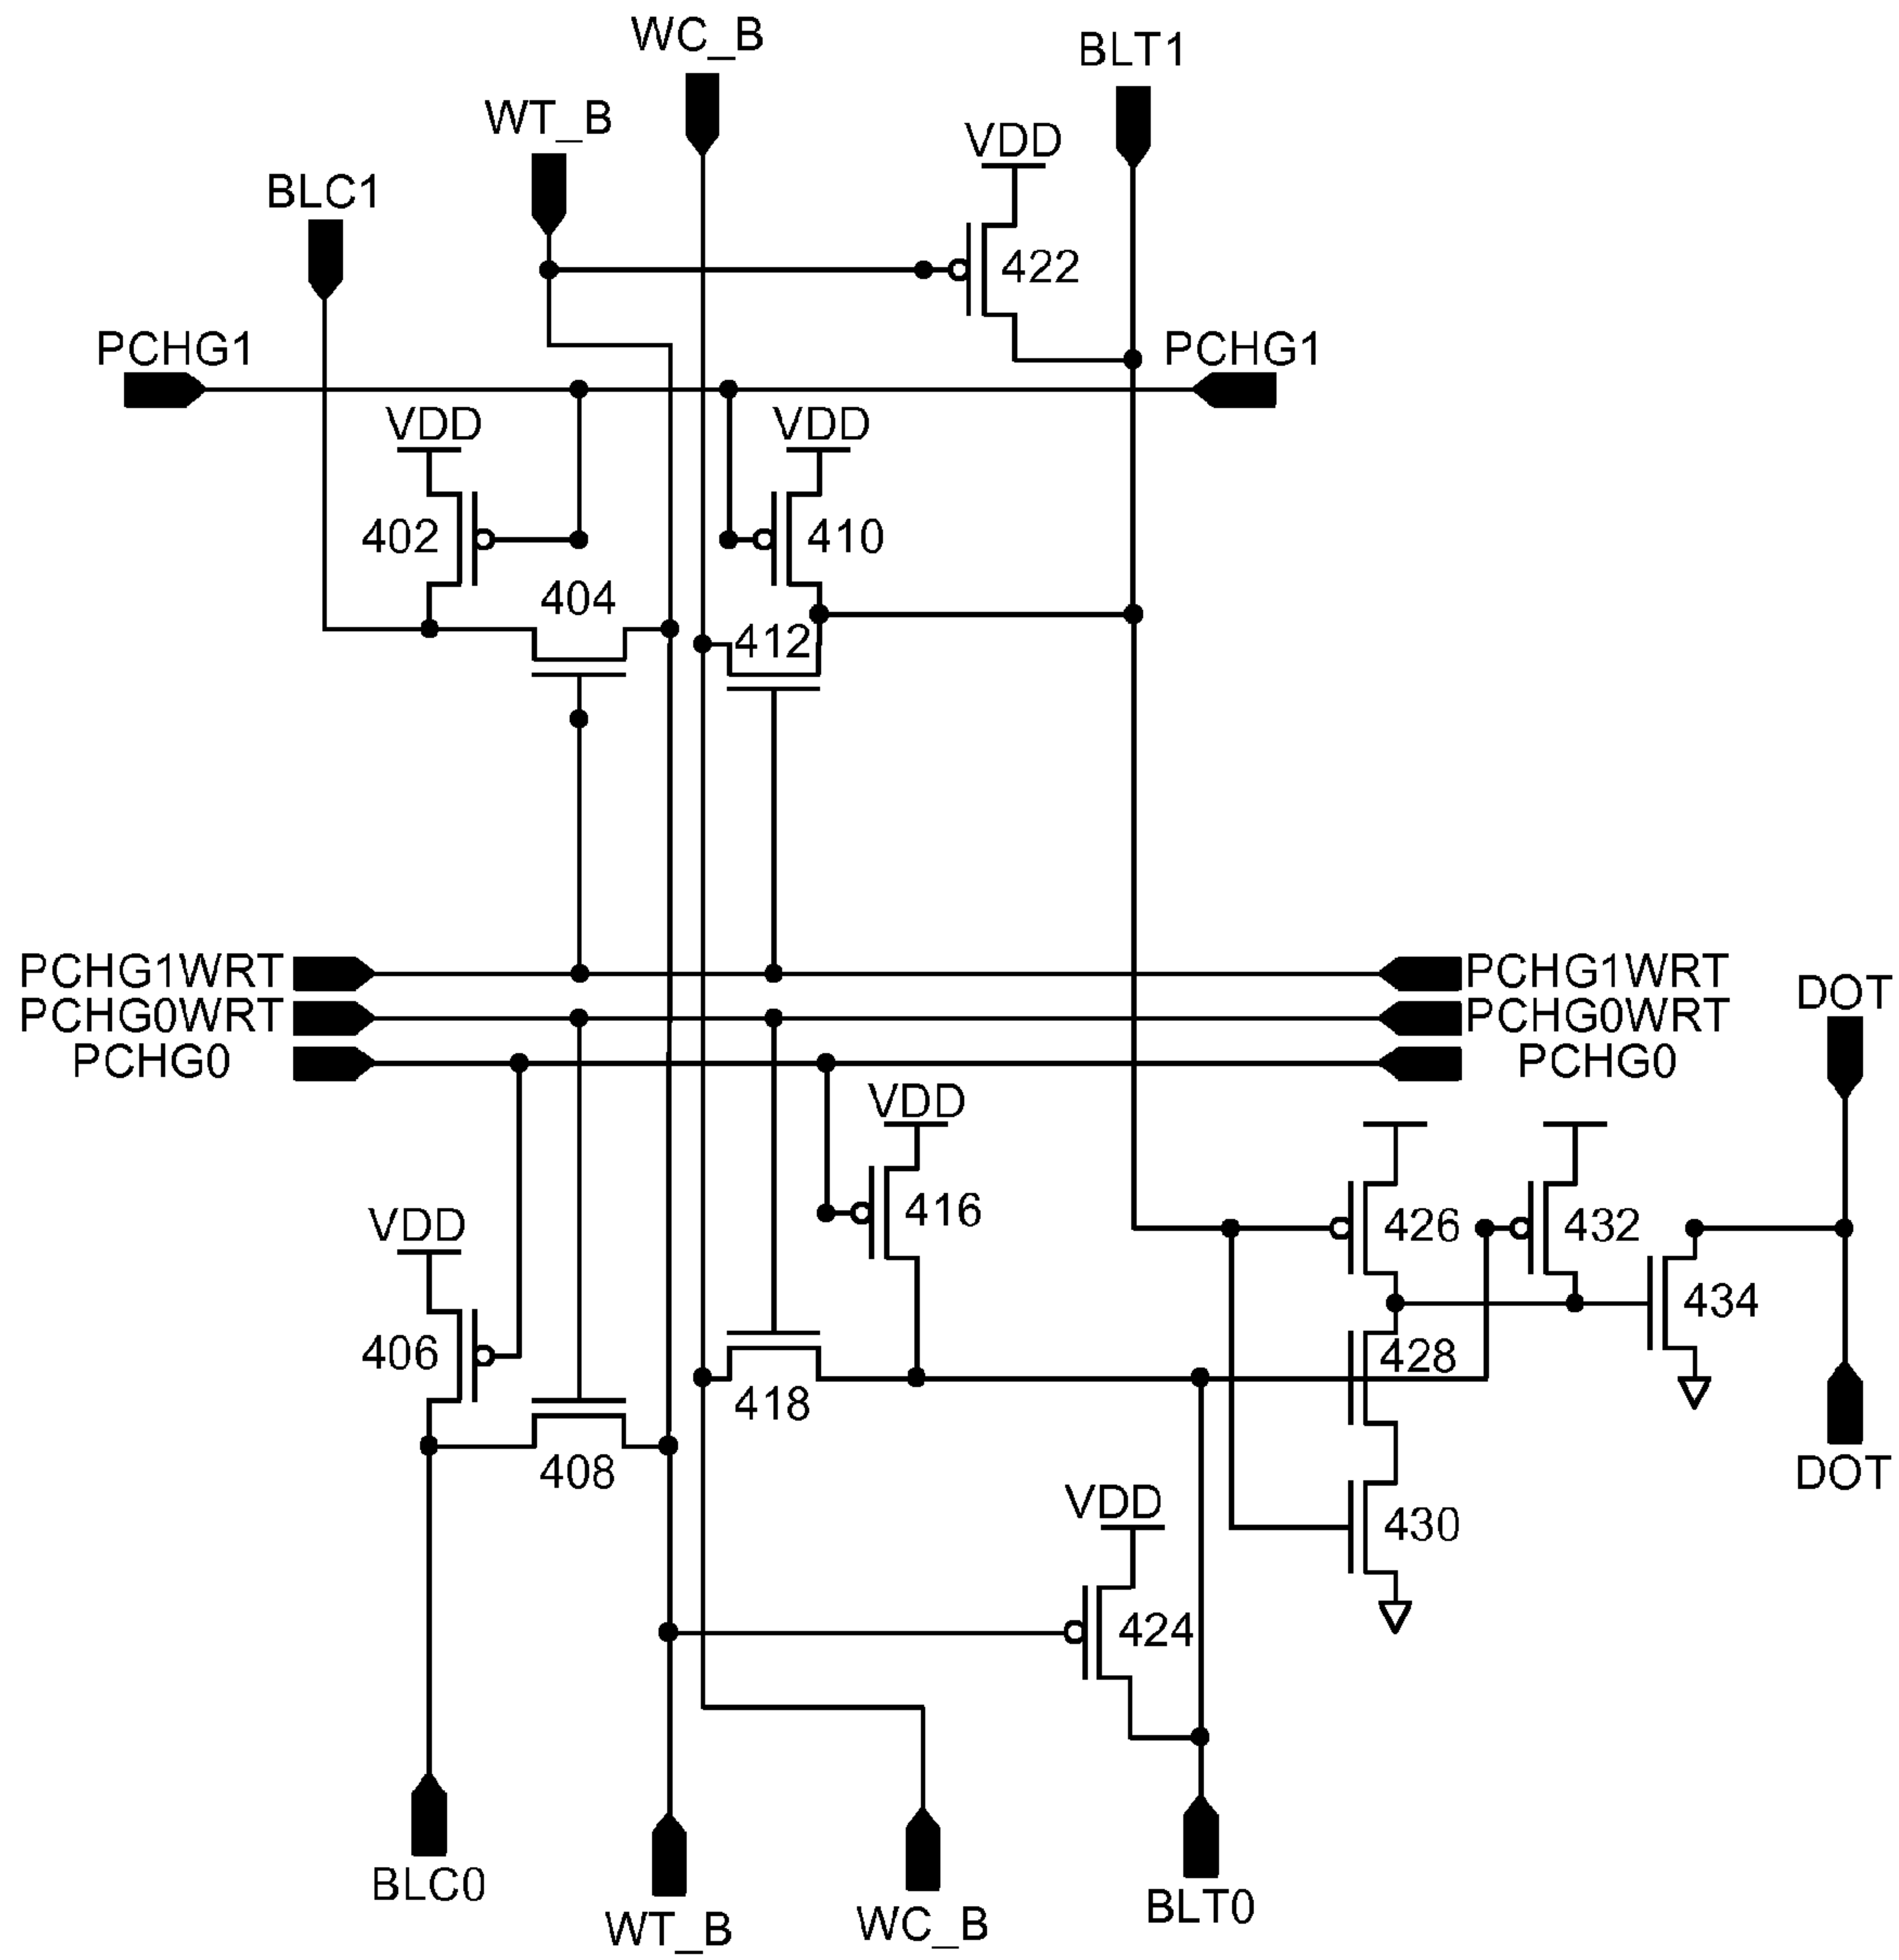 WC_B
BLT1
WT_B
VDD
BLC1
422
PCHG1 PCHG1
VDD VDD
402 410
404
412
PCHG1WRT PCHG1WRT
PCHG0WRT PCHG0WRT
PCHG0 PCHG0
DOT
VDD
416
VDD 426 432
434
406 428
418
408 DOT
VDD
430
424
BLC0
BLT0
WT_B WC_B